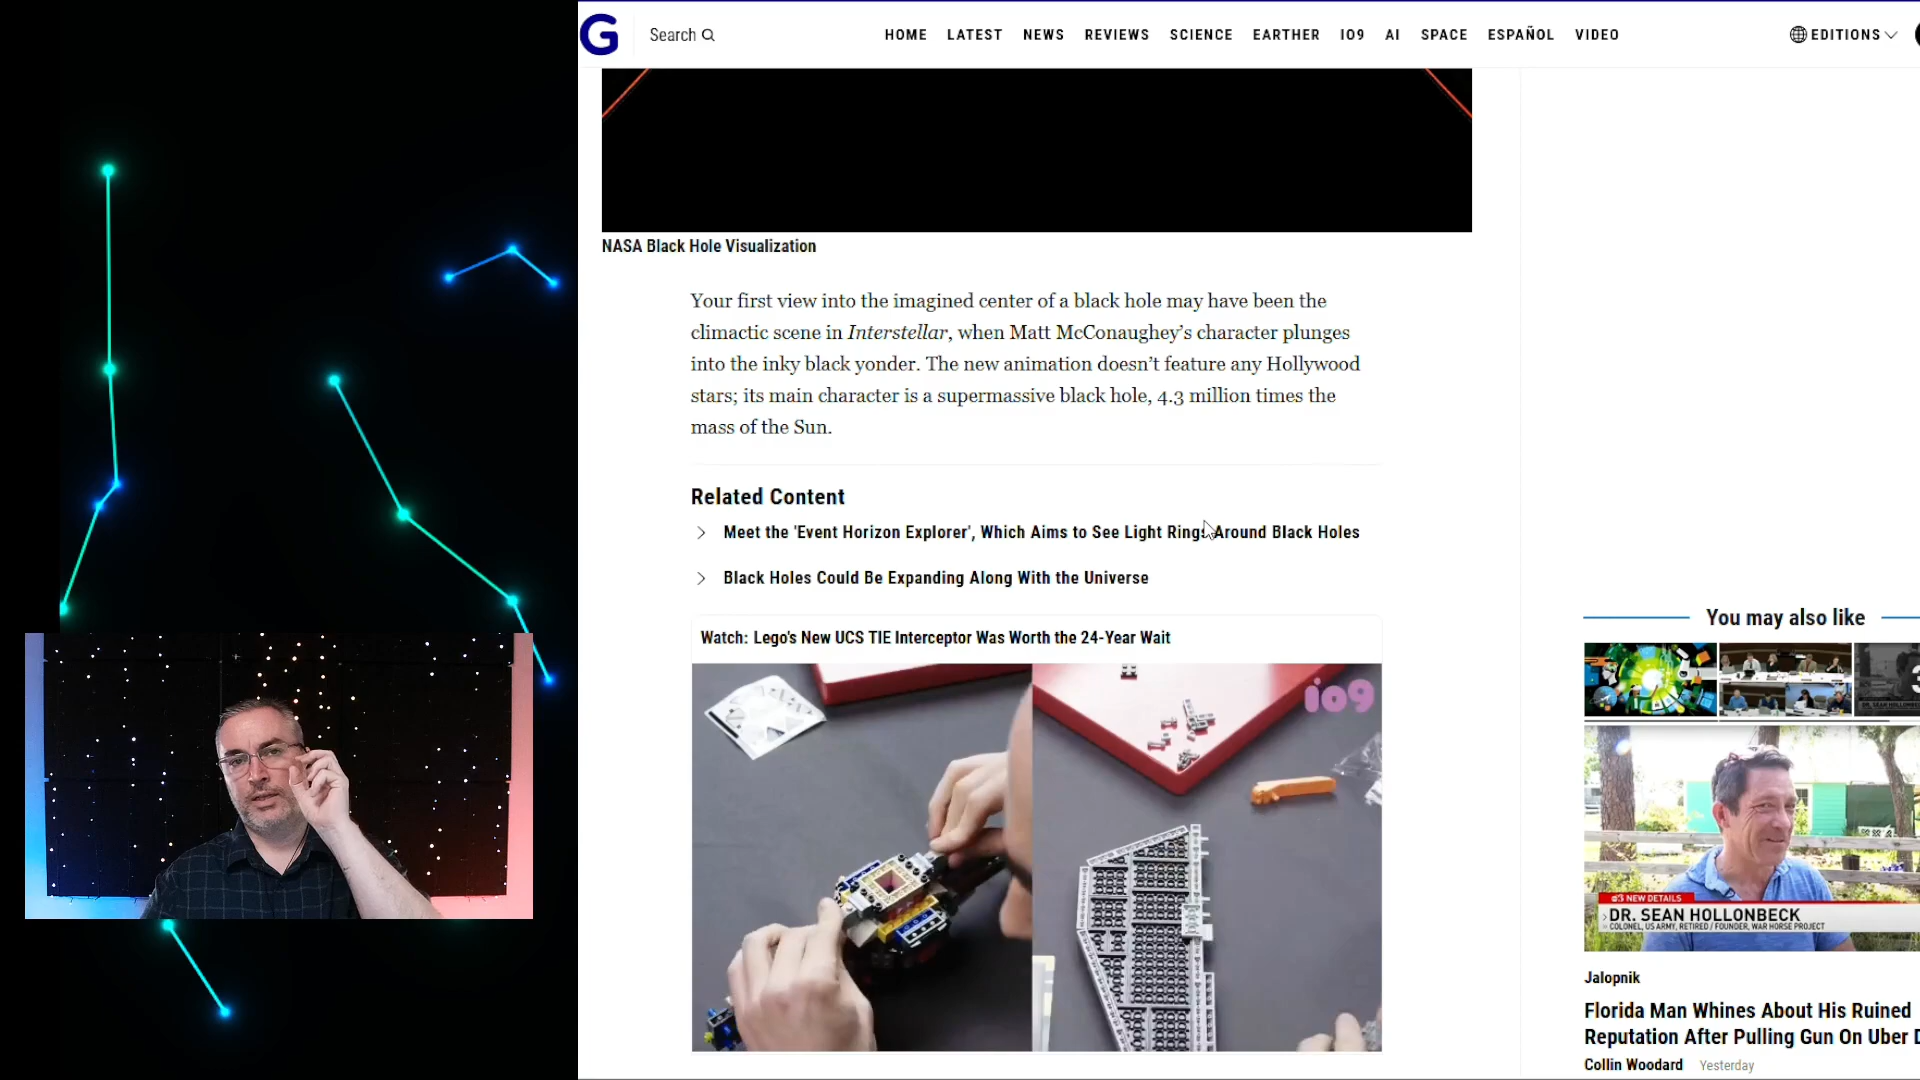 G
Search
HOME LATEST NEWS REVIEWS SCIENCE EARTHER IO9 AI SPACE ESPAÑOL VIDEO
EDITIONS
NASA Black Hole Visualization
Your first view into the imagined center of a black hole may have been the
climactic scene in Interstellar, when Matt McConaughey's character plunges
into the inky black yonder. The new animation doesn't feature any Hollywood
stars; its main character is a supermassive black hole, 4.3 million times the
mass of the Sun.
Related Content
Meet the 'Event Horizon Explorer', Which Aims to See Light Rings Around Black Holes
Black Holes Could Be Expanding Along With the Universe
Watch: Lego's New UCS TIE Interceptor Was Worth the 24-Year Wait
io9
You may also like
3
NEW DETAILS
DR. SEAN HOLLONBECK
COLONEL, US ARMY, RETIRED / FOUNDER, WAR HORSE PROJECT
Jalopnik
Florida Man Whines About His Ruined
Reputation After Pulling Gun On Uber D
Collin Woodard Yesterday